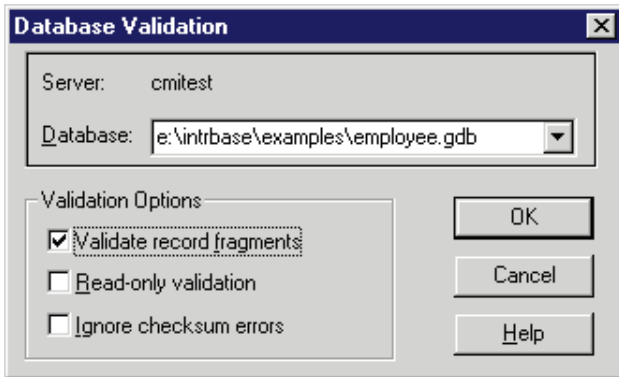 Database Validation
Server: cmitest
Database: e:\intrbase\examples\employee.gdb
Validation Options
Validate record fragments
Read-only validation
Ignore checksum errors
OK
Cancel
Help